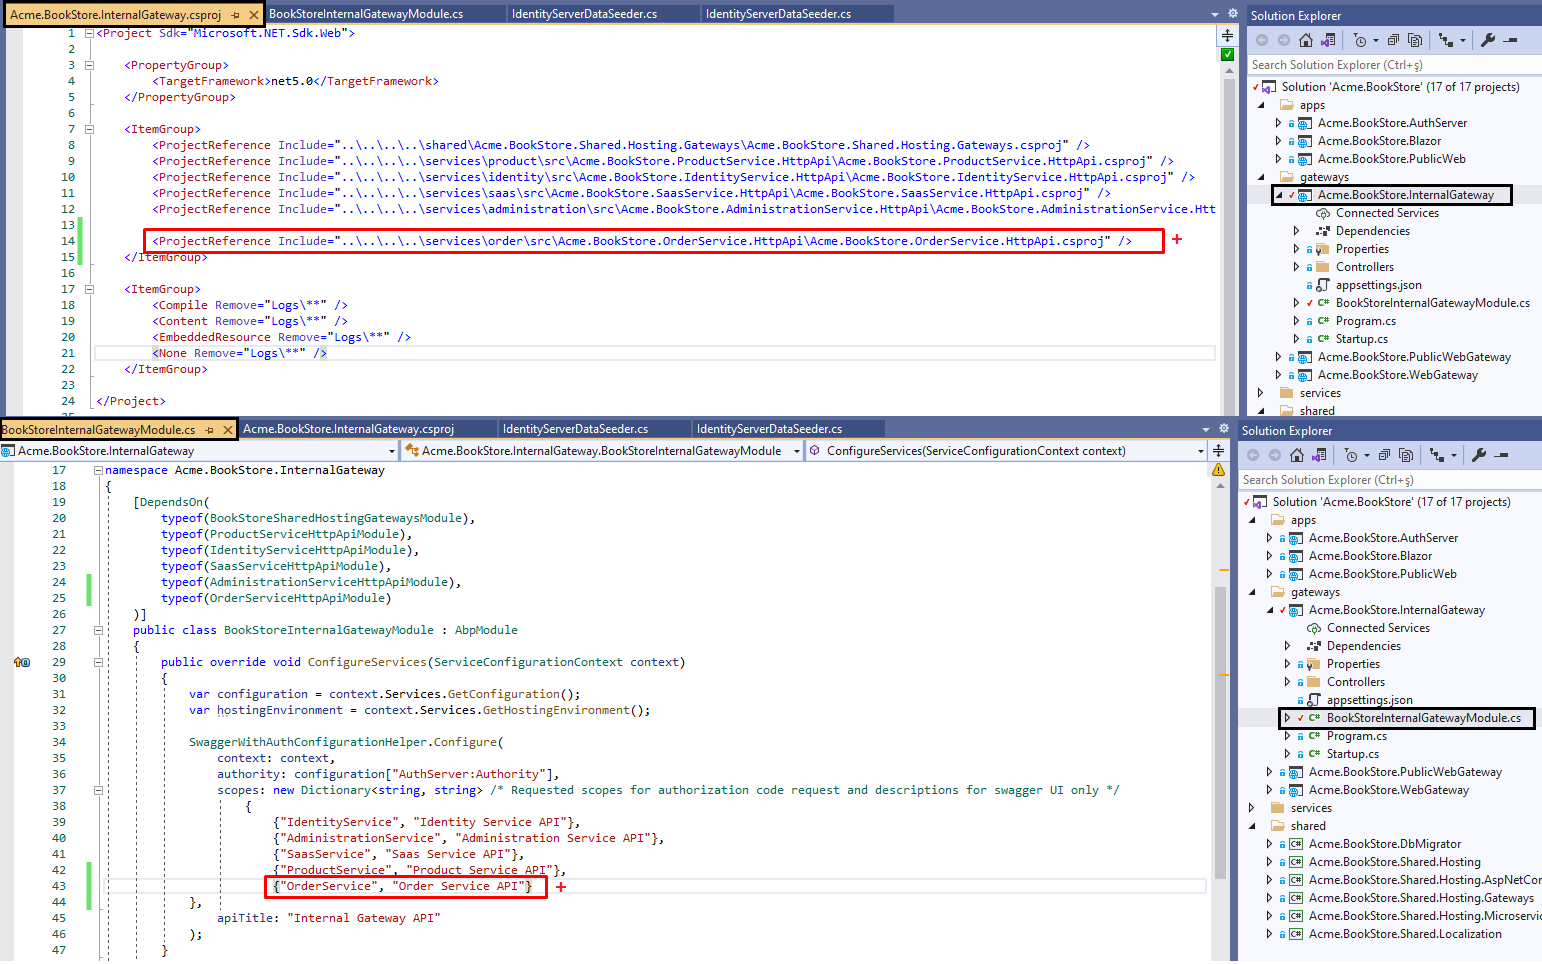 Acme.BookStore.InternalGateway.csproj
BookStoreInternalGatewayModule.cs
IdentityServerDataSeeder.cs
IdentityServerDataSeeder.cs
1 <Project Sdk="Microsoft.NET.Sdk.Web">
2
3 <PropertyGroup>
4 <TargetFramework>net5.0</TargetFramework>
5 </PropertyGroup>
6
7 <ItemGroup>
8 <ProjectReference Include="..\..\..\..\shared\Acme.BookStore.Shared.Hosting.Gateways\Acme.BookStore.Shared.Hosting.Gateways.csproj" />
9 <ProjectReference Include="..\..\..\..\services\product\src\Acme.BookStore.ProductService.HttpApi\Acme.BookStore.ProductService.HttpApi.csproj" />
10 <ProjectReference Include="..\..\..\..\services\identity\src\Acme.BookStore.IdentityService.HttpApi\Acme.BookStore.IdentityService.HttpApi.csproj" />
11 <ProjectReference Include="..\..\..\..\services\saas\src\Acme.BookStore.SaasService.HttpApi\Acme.BookStore.SaasService.HttpApi.csproj" />
12 <ProjectReference Include="..\..\..\..\services\administration\src\Acme.BookStore.AdministrationService.HttpApi\Acme.BookStore.AdministrationService.Htt
13
14 <ProjectReference Include="..\..\..\..\services\order\src\Acme.BookStore.OrderService.HttpApi\Acme.BookStore.OrderService.HttpApi.csproj" /> +
15 </ItemGroup>
16
17 <ItemGroup>
18 <Compile Remove="Logs\**" />
19 <Content Remove="Logs\**" />
20 <EmbeddedResource Remove="Logs\**" />
21 <None Remove="Logs\**" />
22 </ItemGroup>
23
24 </Project>
25
Solution Explorer
Search Solution Explorer (Ctrl+ş)
Solution 'Acme.BookStore' (17 of 17 projects)
apps
Acme.BookStore.AuthServer
Acme.BookStore.Blazor
Acme.BookStore.PublicWeb
gateways
Acme.BookStore.InternalGateway
Connected Services
Dependencies
Properties
Controllers
appsettings.json
C# BookStoreInternalGatewayModule.cs
C# Program.cs
C# Startup.cs
Acme.BookStore.PublicWebGateway
Acme.BookStore.WebGateway
services
shared
BookStoreInternalGatewayModule.cs
Acme.BookStore.InternalGateway.csproj
IdentityServerDataSeeder.cs
IdentityServerDataSeeder.cs
Acme.BookStore.InternalGateway
Acme.BookStore.InternalGateway.BookStoreInternalGatewayModule
ConfigureServices(ServiceConfigurationContext context)
17 namespace Acme.BookStore.InternalGateway
18 {
19 [DependsOn(
20 typeof(BookStoreSharedHostingGatewaysModule),
21 typeof(ProductServiceHttpApiModule),
22 typeof(IdentityServiceHttpApiModule),
23 typeof(SaasServiceHttpApiModule),
24 typeof(AdministrationServiceHttpApiModule),
25 typeof(OrderServiceHttpApiModule)
26 )]
27 public class BookStoreInternalGatewayModule : AbpModule
28 {
29 public override void ConfigureServices(ServiceConfigurationContext context)
30 {
31 var configuration = context.Services.GetConfiguration();
32 var hostingEnvironment = context.Services.GetHostingEnvironment();
33
34 SwaggerWithAuthConfigurationHelper.Configure(
35 context: context,
36 authority: configuration["AuthServer:Authority"],
37 scopes: new Dictionary<string, string> /* Requested scopes for authorization code request and descriptions for swagger UI only */
38 {
39 {"IdentityService", "Identity Service API"},
40 {"AdministrationService", "Administration Service API"},
41 {"SaasService", "Saas Service API"},
42 {"ProductService", "Product Service API"},
43 {"OrderService", "Order Service API"} +
44 },
45 apiTitle: "Internal Gateway API"
46 );
47 }
Solution Explorer
Search Solution Explorer (Ctrl+ş)
Solution 'Acme.BookStore' (17 of 17 projects)
apps
Acme.BookStore.AuthServer
Acme.BookStore.Blazor
Acme.BookStore.PublicWeb
gateways
Acme.BookStore.InternalGateway
Connected Services
Dependencies
Properties
Controllers
appsettings.json
C# BookStoreInternalGatewayModule.cs
C# Program.cs
C# Startup.cs
Acme.BookStore.PublicWebGateway
Acme.BookStore.WebGateway
services
shared
C# Acme.BookStore.DbMigrator
C# Acme.BookStore.Shared.Hosting
C# Acme.BookStore.Shared.Hosting.AspNetCor
C# Acme.BookStore.Shared.Hosting.Gateways
C# Acme.BookStore.Shared.Hosting.Microservic
C# Acme.BookStore.Shared.Localization